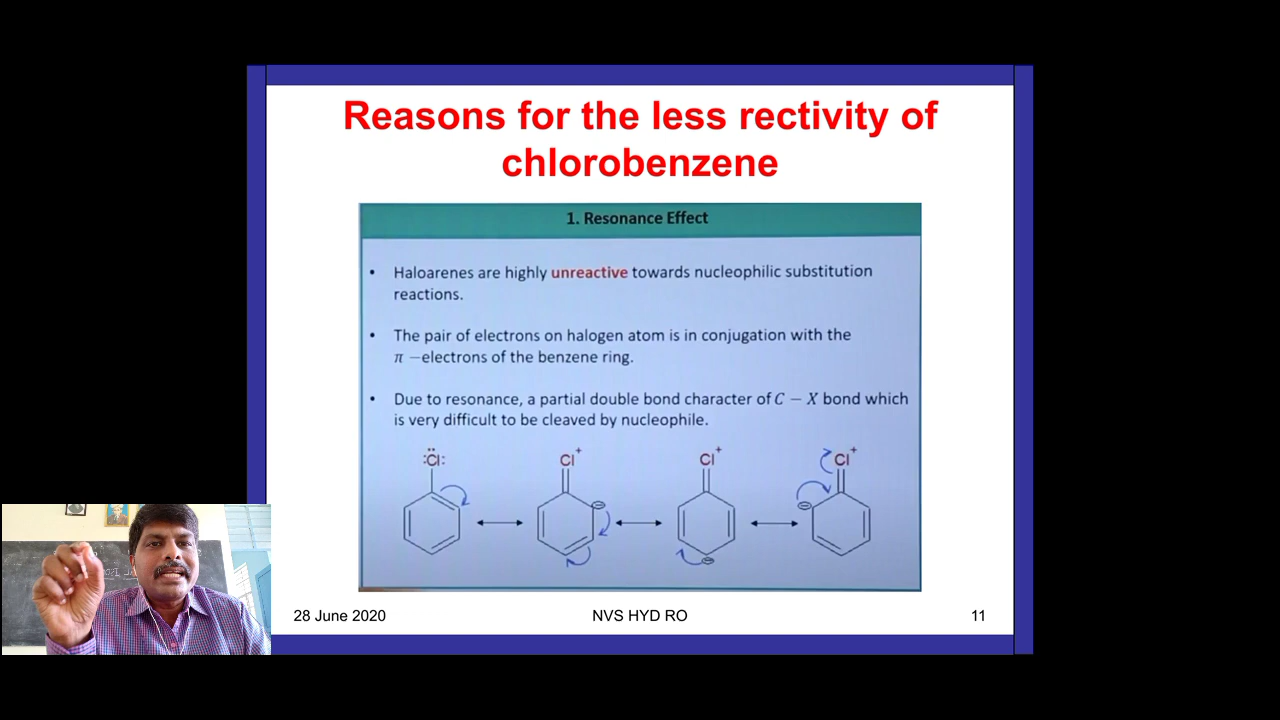 Reasons for the less rectivity of
chlorobenzene
1. Resonance Effect
• Haloarenes are highly unreactive towards nucleophilic substitution
reactions.
• The pair of electrons on halogen atom is in conjugation with the
π −electrons of the benzene ring.
• Due to resonance, a partial double bond character of C − X bond which
is very difficult to be cleaved by nucleophile.
:C̈l: Cl⁺ Cl⁺ Cl⁺
28 June 2020 NVS HYD RO 11